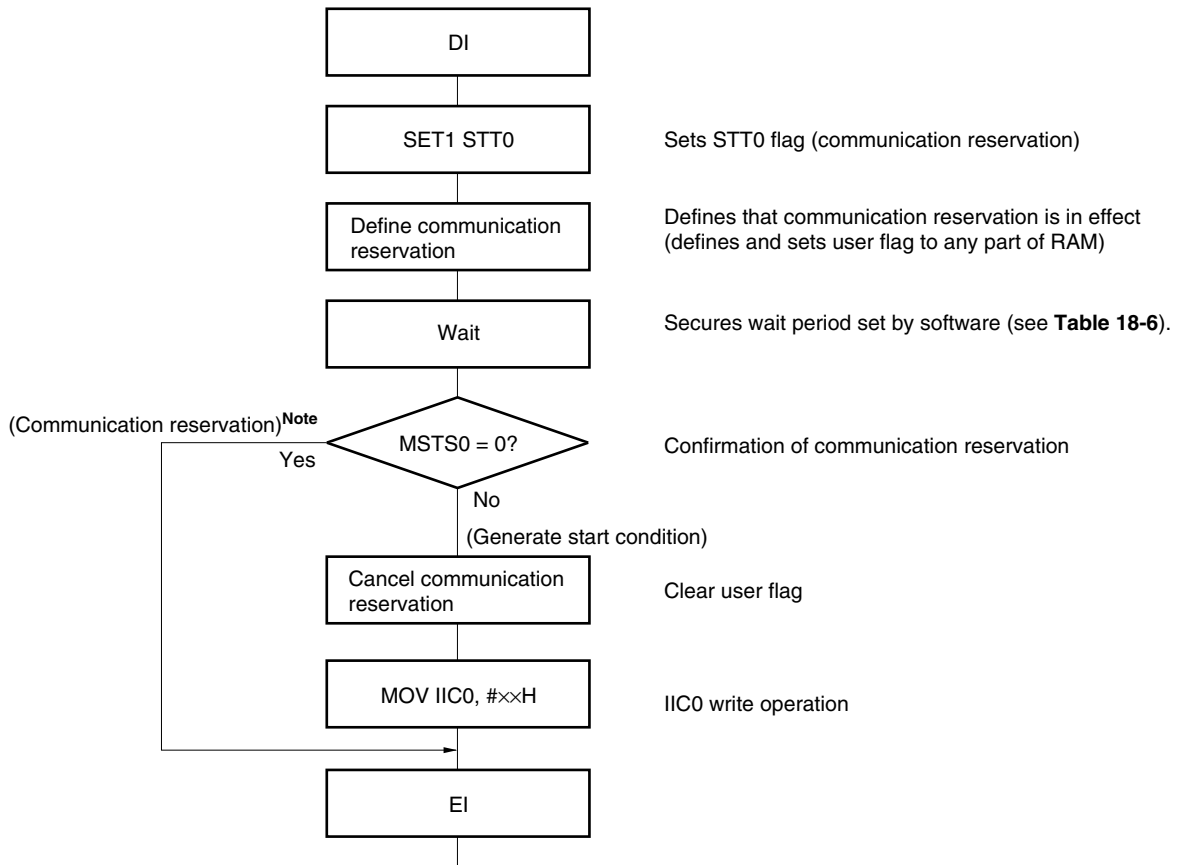 DI
SET1 STT0
Sets STT0 flag (communication reservation)
Define communication
reservation
Defines that communication reservation is in effect
(defines and sets user flag to any part of RAM)
Wait
Secures wait period set by software (see Table 18-6).
(Communication reservation)Note
Yes
MSTS0 = 0?
Confirmation of communication reservation
No
(Generate start condition)
Cancel communication
reservation
Clear user flag
MOV IIC0, #××H
IIC0 write operation
EI